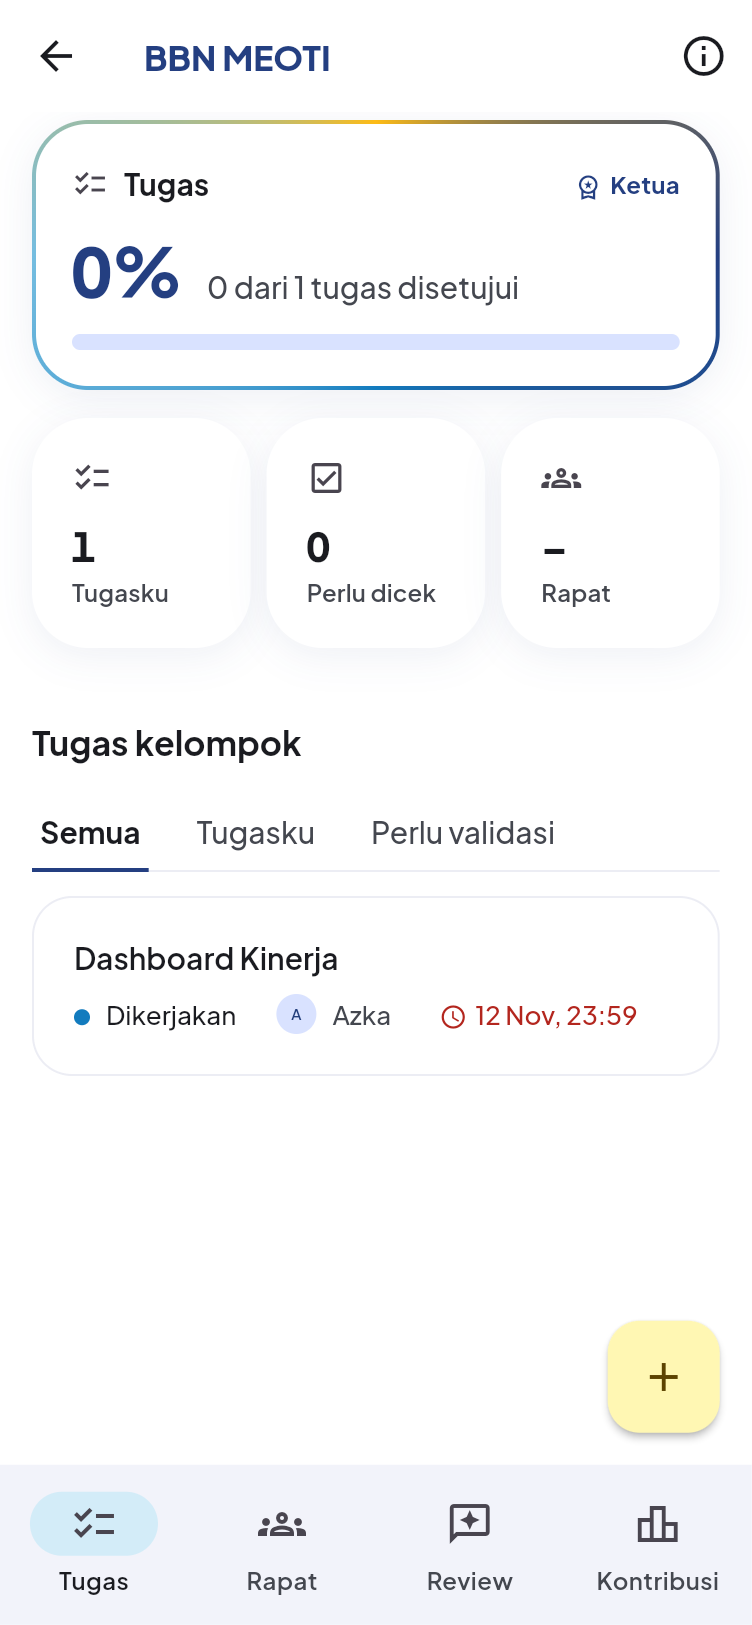 BBN MEOTI
Tugas
Ketua
0%
0 dari 1 tugas disetujui
1
Tugasku
0
Perlu dicek
–
Rapat
Tugas kelompok
Semua
Tugasku
Perlu validasi
Dashboard Kinerja
Dikerjakan
A
Azka
12 Nov, 23:59
Tugas
Rapat
Review
Kontribusi